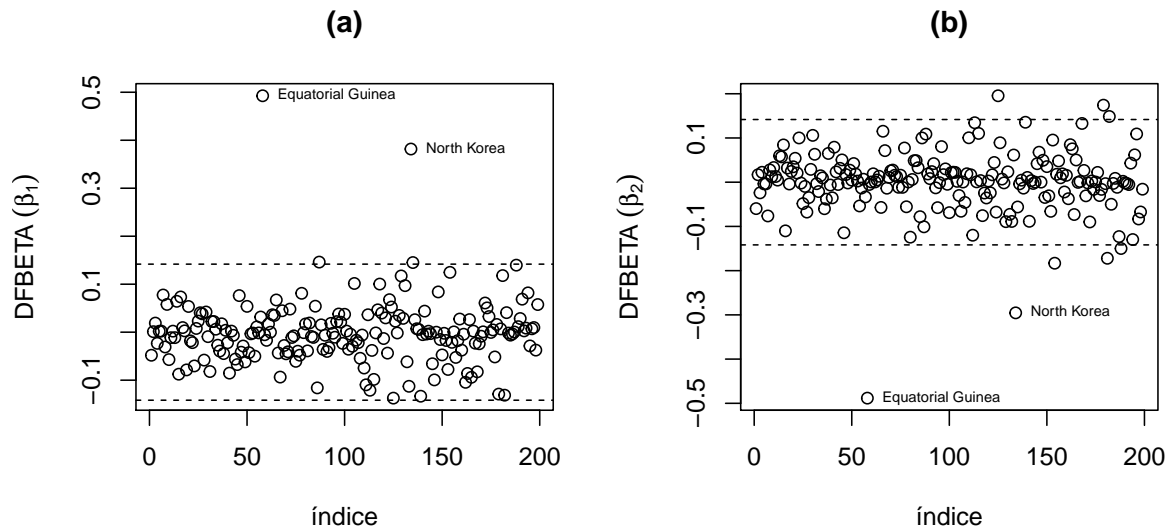 (a)
0.5
0.3
0.1
−0.1
DFBETA (β1)
Equatorial Guinea
North Korea
0 50 100 150 200
índice
(b)
0.1
−0.1
−0.3
−0.5
DFBETA (β2)
North Korea
Equatorial Guinea
0 50 100 150 200
índice